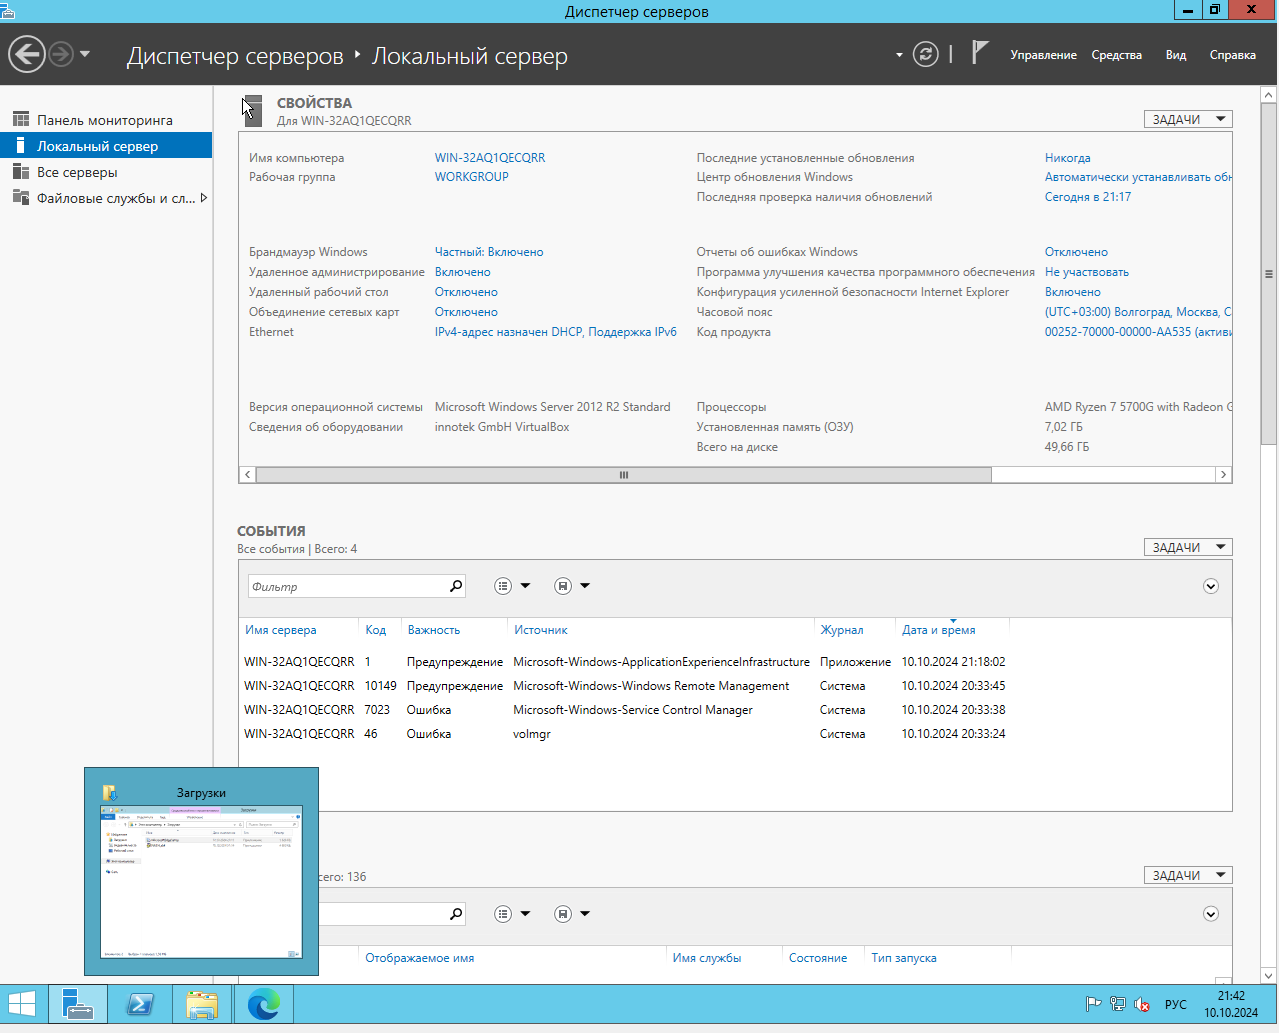 Диспетчер серверов
Диспетчер серверов ‣ Локальный сервер
Управление Средства Вид Справка
Панель мониторинга
Локальный сервер
Все серверы
Файловые службы и сл...
СВОЙСТВА
Для WIN-32AQ1QECQRR
ЗАДАЧИ
Имя компьютера WIN-32AQ1QECQRR Последние установленные обновления Никогда
Рабочая группа WORKGROUP Центр обновления Windows Автоматически устанавливать обн
Последняя проверка наличия обновлений Сегодня в 21:17
Брандмауэр Windows Частный: Включено Отчеты об ошибках Windows Отключено
Удаленное администрирование Включено Программа улучшения качества программного обеспечения Не участвовать
Удаленный рабочий стол Отключено Конфигурация усиленной безопасности Internet Explorer Включено
Объединение сетевых карт Отключено Часовой пояс (UTC+03:00) Волгоград, Москва, С
Ethernet IPv4-адрес назначен DHCP, Поддержка IPv6 Код продукта 00252-70000-00000-AA535 (активи
Версия операционной системы Microsoft Windows Server 2012 R2 Standard Процессоры AMD Ryzen 7 5700G with Radeon G
Сведения об оборудовании innotek GmbH VirtualBox Установленная память (ОЗУ) 7,02 ГБ
Всего на диске 49,66 ГБ
СОБЫТИЯ
Все события | Всего: 4
ЗАДАЧИ
Фильтр
Имя сервера Код Важность Источник Журнал Дата и время
WIN-32AQ1QECQRR 1 Предупреждение Microsoft-Windows-ApplicationExperienceInfrastructure Приложение 10.10.2024 21:18:02
WIN-32AQ1QECQRR 10149 Предупреждение Microsoft-Windows-Windows Remote Management Система 10.10.2024 20:33:45
WIN-32AQ1QECQRR 7023 Ошибка Microsoft-Windows-Service Control Manager Система 10.10.2024 20:33:38
WIN-32AQ1QECQRR 46 Ошибка volmgr Система 10.10.2024 20:33:24
Загрузки
сего: 136
ЗАДАЧИ
Отображаемое имя Имя службы Состояние Тип запуска
РУС
21:42
10.10.2024